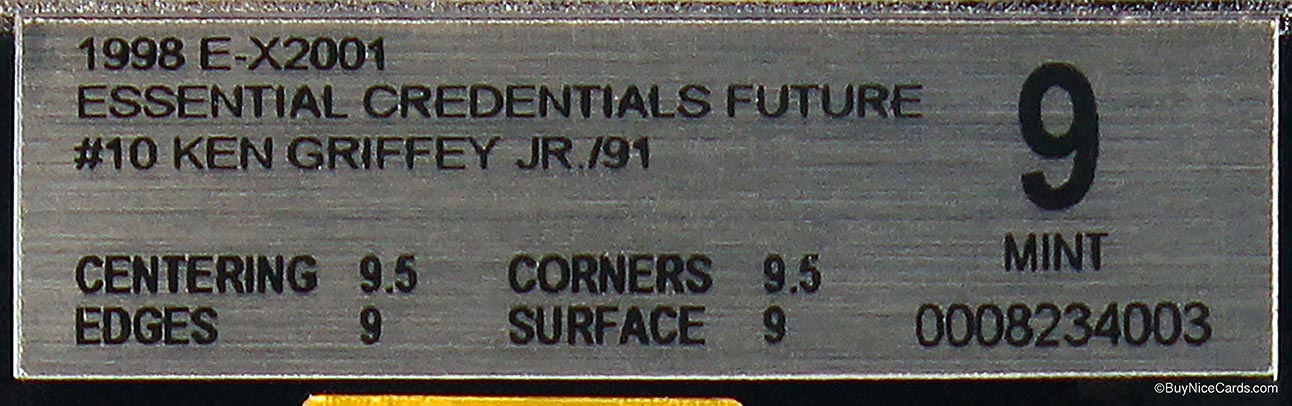 1998 E-X2001
ESSENTIAL CREDENTIALS FUTURE
#10 KEN GRIFFEY JR./91
9
MINT
CENTERING 9.5 CORNERS 9.5
EDGES 9 SURFACE 9
0008234003
©BuyNiceCards.com